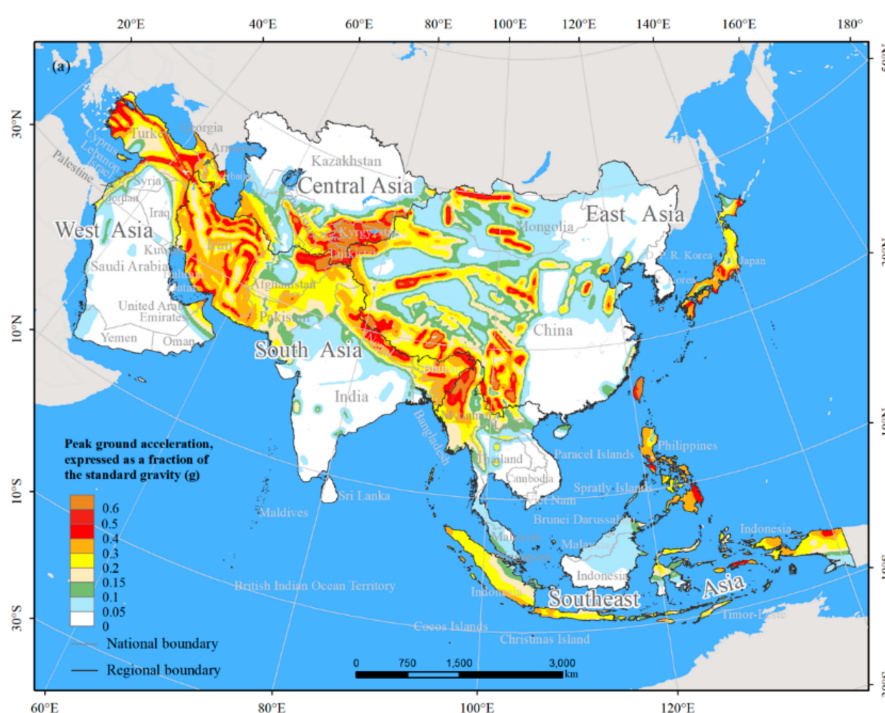 20°E 40°E 60°E 80°E 100°E 120°E 140°E 160°E 180°
(a)
30°N
10°N
10°S
30°S
Georgia
Turkey
Cyprus
Lebanon
Israel
Palestine
Syria
Jordan
Iraq
West Asia
Saudi Arabia
United Arab
Emirates
Yemen
Oman
Kazakhstan
Central Asia
Mongolia
East Asia
D. P. R. Korea
Japan
Afghanistan
Pakistan
South Asia
China
India
Bangladesh
Thailand
Cambodia
Paracel Islands
Philippines
Spratly Islands
Sri Lanka
Maldives
Brunei Darussalam
Indonesia
Indonesia
British Indian Ocean Territory
Southeast Asia
Timor-Leste
Cocos Islands
Christmas Island
Peak ground acceleration,
expressed as a fraction of
the standard gravity (g)
0.6
0.5
0.4
0.3
0.2
0.15
0.1
0.05
0
National boundary
Regional boundary
0 750 1,500 3,000
km
60°E 80°E 100°E 120°E